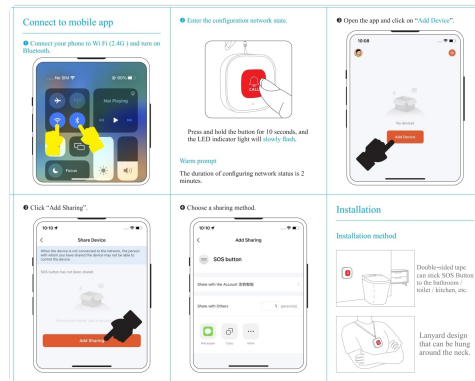 Connect to mobile app
❶ Connect your phone to Wi Fi (2.4G ) and turn on
Bluetooth.
No SIM
90%
Not Playing
Focus
❷ Enter the configuration network state.
CALL
Press and hold the button for 10 seconds, and
the LED indicator light will slowly flash.
Warm prompt
The duration of configuring network status is 2
minutes.
❸ Open the app and click on “Add Device”.
10:08
No devices
Add Device
❸ Click “Add Sharing”.
10:10
Share Device
When the device is not connected to the network, the person
with whom you have shared the device may not be able to
control the device
SOS button has not been shared
Add Sharing
❹ Choose a sharing method.
10:10
Add Sharing
SOS button
Share with the Account
Share with Others
1
person(s)
Message
Copy
More
Installation
Installation method
Double-sided tape
can stick SOS Button
to the bathroom /
toilet / kitchen, etc.
Lanyard design
that can be hung
around the neck.